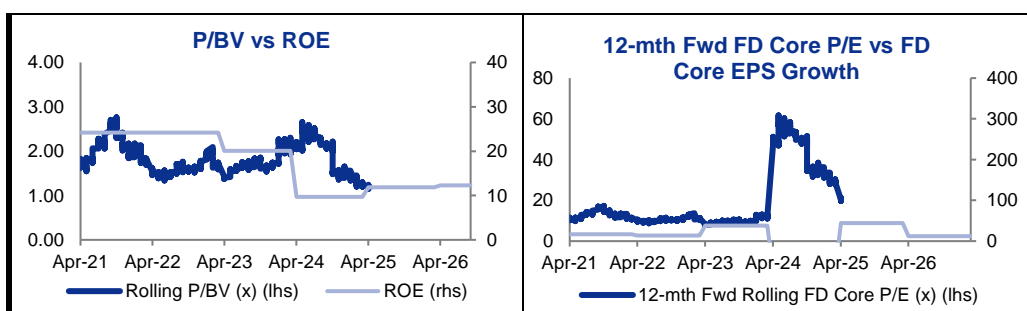 P/BV vs ROE
4.00 40
3.00 30
2.00 20
1.00 10
0.00 0
Apr-21 Apr-22 Apr-23 Apr-24 Apr-25 Apr-26
Rolling P/BV (x) (lhs) ROE (rhs)
12-mth Fwd FD Core P/E vs FD
Core EPS Growth
80 400
60 300
40 200
20 100
0 0
Apr-21 Apr-22 Apr-23 Apr-24 Apr-25 Apr-26
12-mth Fwd Rolling FD Core P/E (x) (lhs)